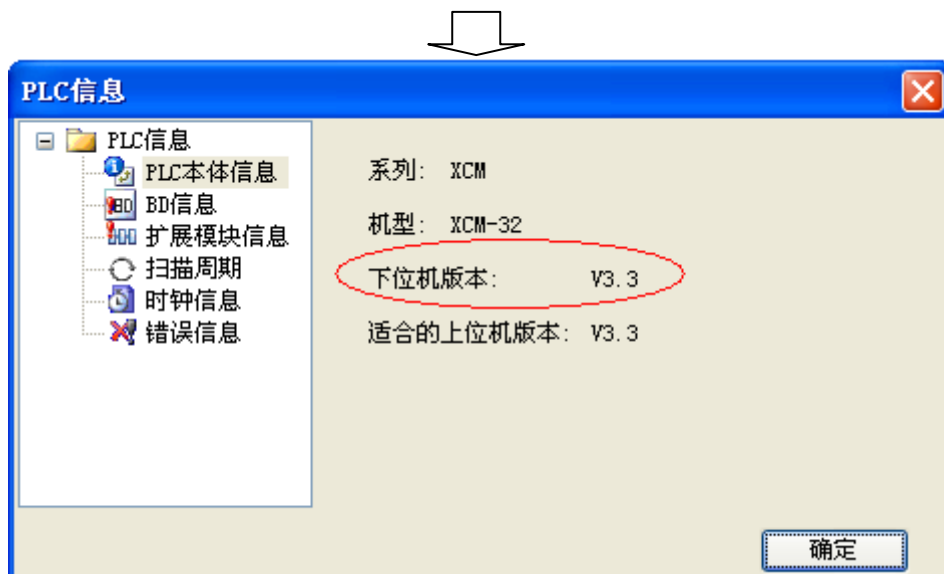 PLC信息
PLC信息
PLC本体信息
BD
BD信息
扩展模块信息
扫描周期
时钟信息
错误信息
系列: XCM
机型: XCM-32
下位机版本: V3.3
适合的上位机版本: V3.3
确定